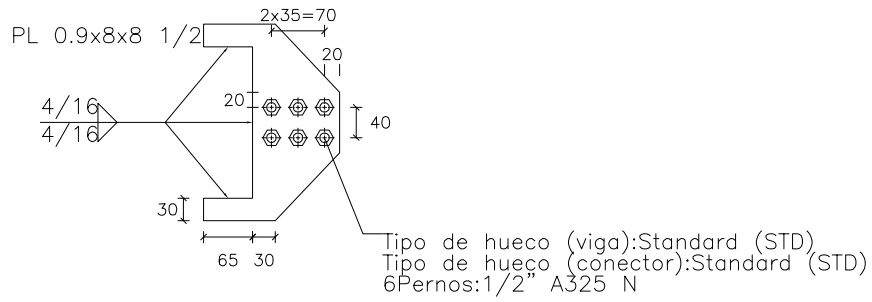 2x35=70
PL 0.9x8x8 1/2
20
4/16
4/16
20
40
30
65
30
Tipo de hueco (viga):Standard (STD)
Tipo de hueco (conector):Standard (STD)
6Pernos:1/2" A325 N